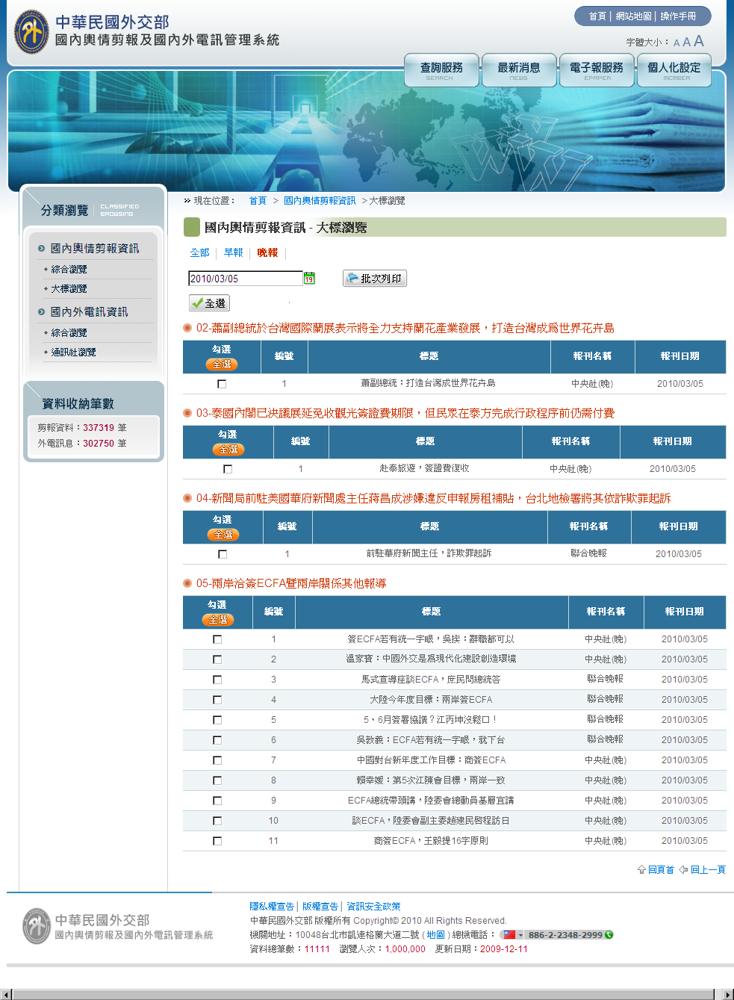 中華民國外交部
國內輿情剪報及國內外電訊管理系統
首頁 | 網站地圖 | 操作手冊
字體大小： A A A
查詢服務 最新消息 電子報服務 個人化設定
SEARCH NEWS EPAPER MEMBER
分類瀏覽 CLASSIFIED BROWSING
國內輿情剪報資訊
綜合瀏覽
大標瀏覽
國內外電訊資訊
綜合瀏覽
通訊社瀏覽
資料收納筆數
剪報資料：337319 筆
外電訊息：302750 筆
現在位置： 首頁 > 國內輿情剪報資訊 > 大標瀏覽
國內輿情剪報資訊 - 大標瀏覽
全部 | 早報 | 晚報 |
2010/03/05 19 批次列印
全選
02-蕭副總統於台灣國際蘭展表示將全力支持蘭花產業發展，打造台灣成為世界花卉島
勾選 全選 編號 標題 報刊名稱 報刊日期
1 蕭副總統：打造台灣成世界花卉島 中央社(晚) 2010/03/05
03-泰國內閣已決議展延免收觀光簽證費期限，但民眾在泰方完成行政程序前仍需付費
勾選 全選 編號 標題 報刊名稱 報刊日期
1 赴泰旅遊，簽證費復收 中央社(晚) 2010/03/05
04-新聞局前駐美國華府新聞處主任蔣昌成涉嫌違反申報房租補貼，台北地檢署將其依詐欺罪起訴
勾選 全選 編號 標題 報刊名稱 報刊日期
1 前駐華府新聞主任，詐欺罪起訴 聯合晚報 2010/03/05
05-兩岸洽簽ECFA暨兩岸關係其他報導
勾選 全選 編號 標題 報刊名稱 報刊日期
1 簽ECFA若有統一字眼，吳揆：辭職都可以 中央社(晚) 2010/03/05
2 溫家寶：中國外交是為現代化建設創造環境 中央社(晚) 2010/03/05
3 馬式宣導座談ECFA，庶民問總統答 聯合晚報 2010/03/05
4 大陸今年度目標：兩岸簽ECFA 聯合晚報 2010/03/05
5 5、6月簽署協議？江丙坤沒鬆口！ 聯合晚報 2010/03/05
6 吳敦義：ECFA若有統一字眼，就下台 聯合晚報 2010/03/05
7 中國對台新年度工作目標：商簽ECFA 中央社(晚) 2010/03/05
8 賴幸媛：第5次江陳會目標，兩岸一致 中央社(晚) 2010/03/05
9 ECFA總統帶頭講，陸委會總動員基層宣講 中央社(晚) 2010/03/05
10 談ECFA，陸委會副主委趙建民啓程訪日 中央社(晚) 2010/03/05
11 商簽ECFA，王毅提16字原則 中央社(晚) 2010/03/05
回頁首 回上一頁
中華民國外交部
國內輿情剪報及國內外電訊管理系統
隱私權宣告 | 版權宣告 | 資訊安全政策
中華民國外交部 版權所有 Copyright© 2010 All Rights Reserved.
機關地址：10048台北市凱達格蘭大道二號 ( 地圖 ) 總機電話： 886-2-2348-2999
資料總筆數：11111 瀏覽人次：1,000,000 更新日期：2009-12-11